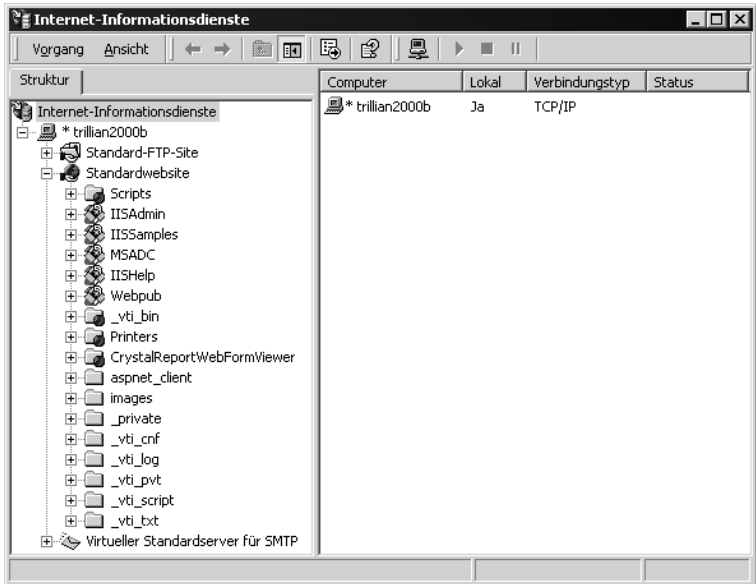 Internet-Informationsdienste
Vorgang Ansicht
Struktur
Internet-Informationsdienste
* trillian2000b
Standard-FTP-Site
Standardwebsite
Scripts
IISAdmin
IISSamples
MSADC
IISHelp
Webpub
_vti_bin
Printers
CrystalReportWebFormViewer
aspnet_client
images
_private
_vti_cnf
_vti_log
_vti_pvt
_vti_script
_vti_txt
Virtueller Standardserver für SMTP
Computer Lokal Verbindungstyp Status
* trillian2000b Ja TCP/IP